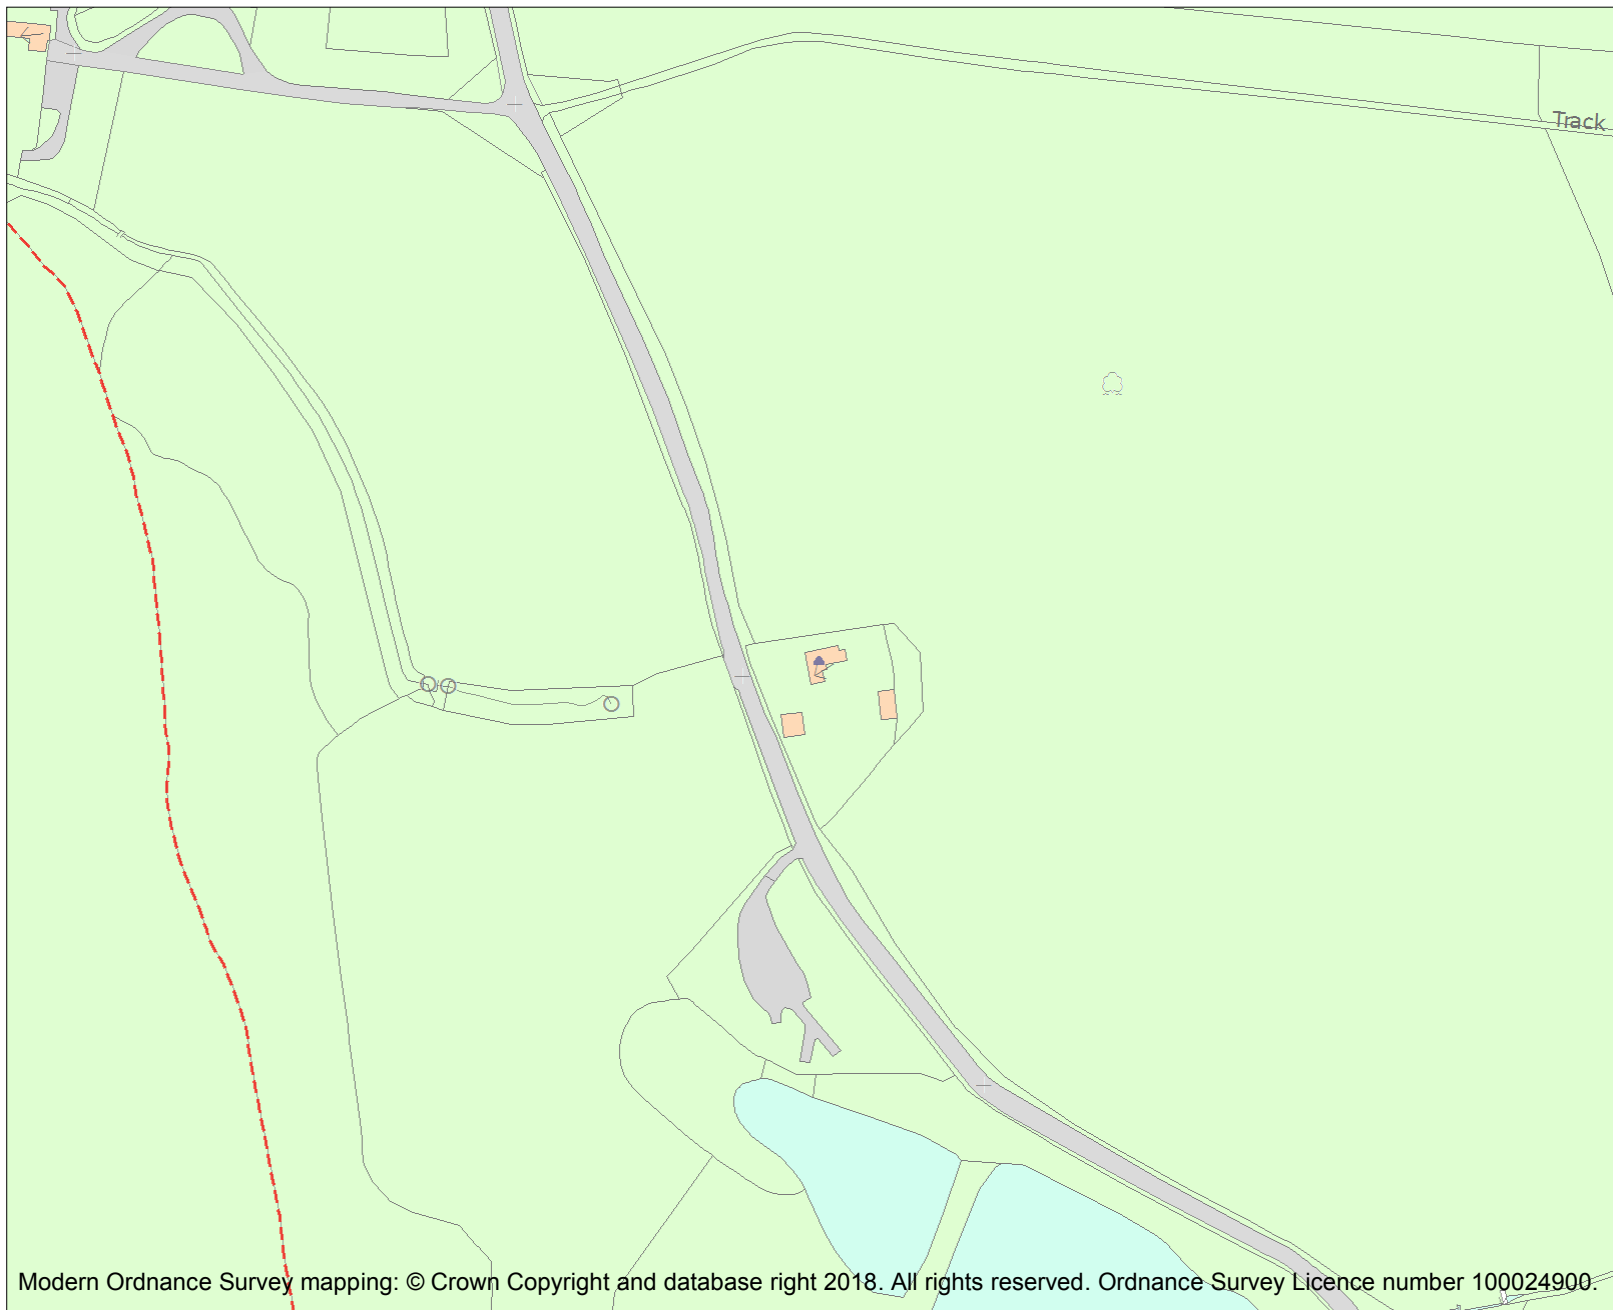 Track
Modern Ordnance Survey mapping: © Crown Copyright and database right 2018. All rights reserved. Ordnance Survey Licence number 100024900.